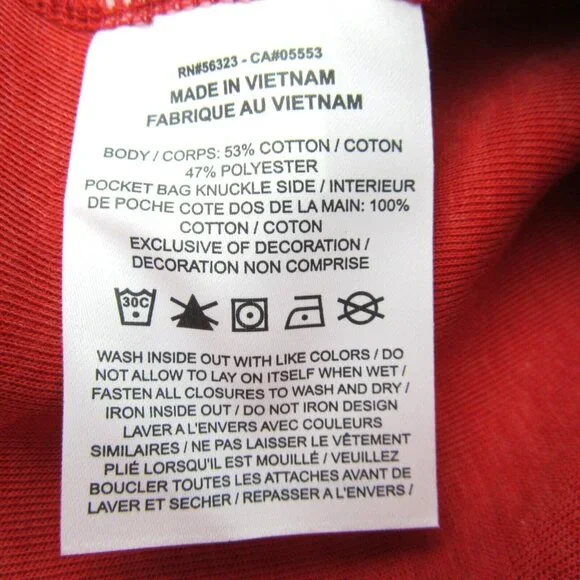 RN#56323 - CA#05553
MADE IN VIETNAM
FABRIQUE AU VIETNAM
BODY / CORPS: 53% COTTON / COTON
47% POLYESTER
POCKET BAG KNUCKLE SIDE / INTERIEUR
DE POCHE COTE DOS DE LA MAIN: 100%
COTTON / COTON
EXCLUSIVE OF DECORATION /
DECORATION NON COMPRISE
30C
WASH INSIDE OUT WITH LIKE COLORS / DO
NOT ALLOW TO LAY ON ITSELF WHEN WET /
FASTEN ALL CLOSURES TO WASH AND DRY /
IRON INSIDE OUT / DO NOT IRON DESIGN
LAVER A L'ENVERS AVEC COULEURS
SIMILAIRES / NE PAS LAISSER LE VÊTEMENT
PLIÉ LORSQU'IL EST MOUILLÉ / VEUILLEZ
BOUCLER TOUTES LES ATTACHES AVANT DE
LAVER ET SECHER / REPASSER A L'ENVERS /